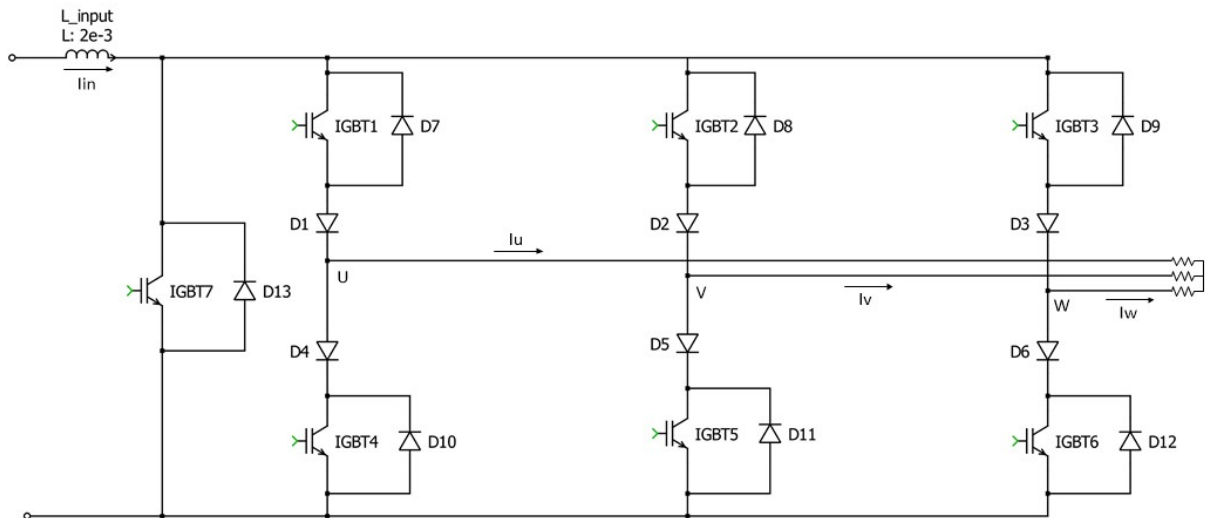 L_input
L: 2e-3
Iin
IGBT1
D7
IGBT2
D8
IGBT3
D9
D1
D2
D3
Iu
U
V
Iv
W
Iw
IGBT7
D13
D4
D5
D6
IGBT4
D10
IGBT5
D11
IGBT6
D12